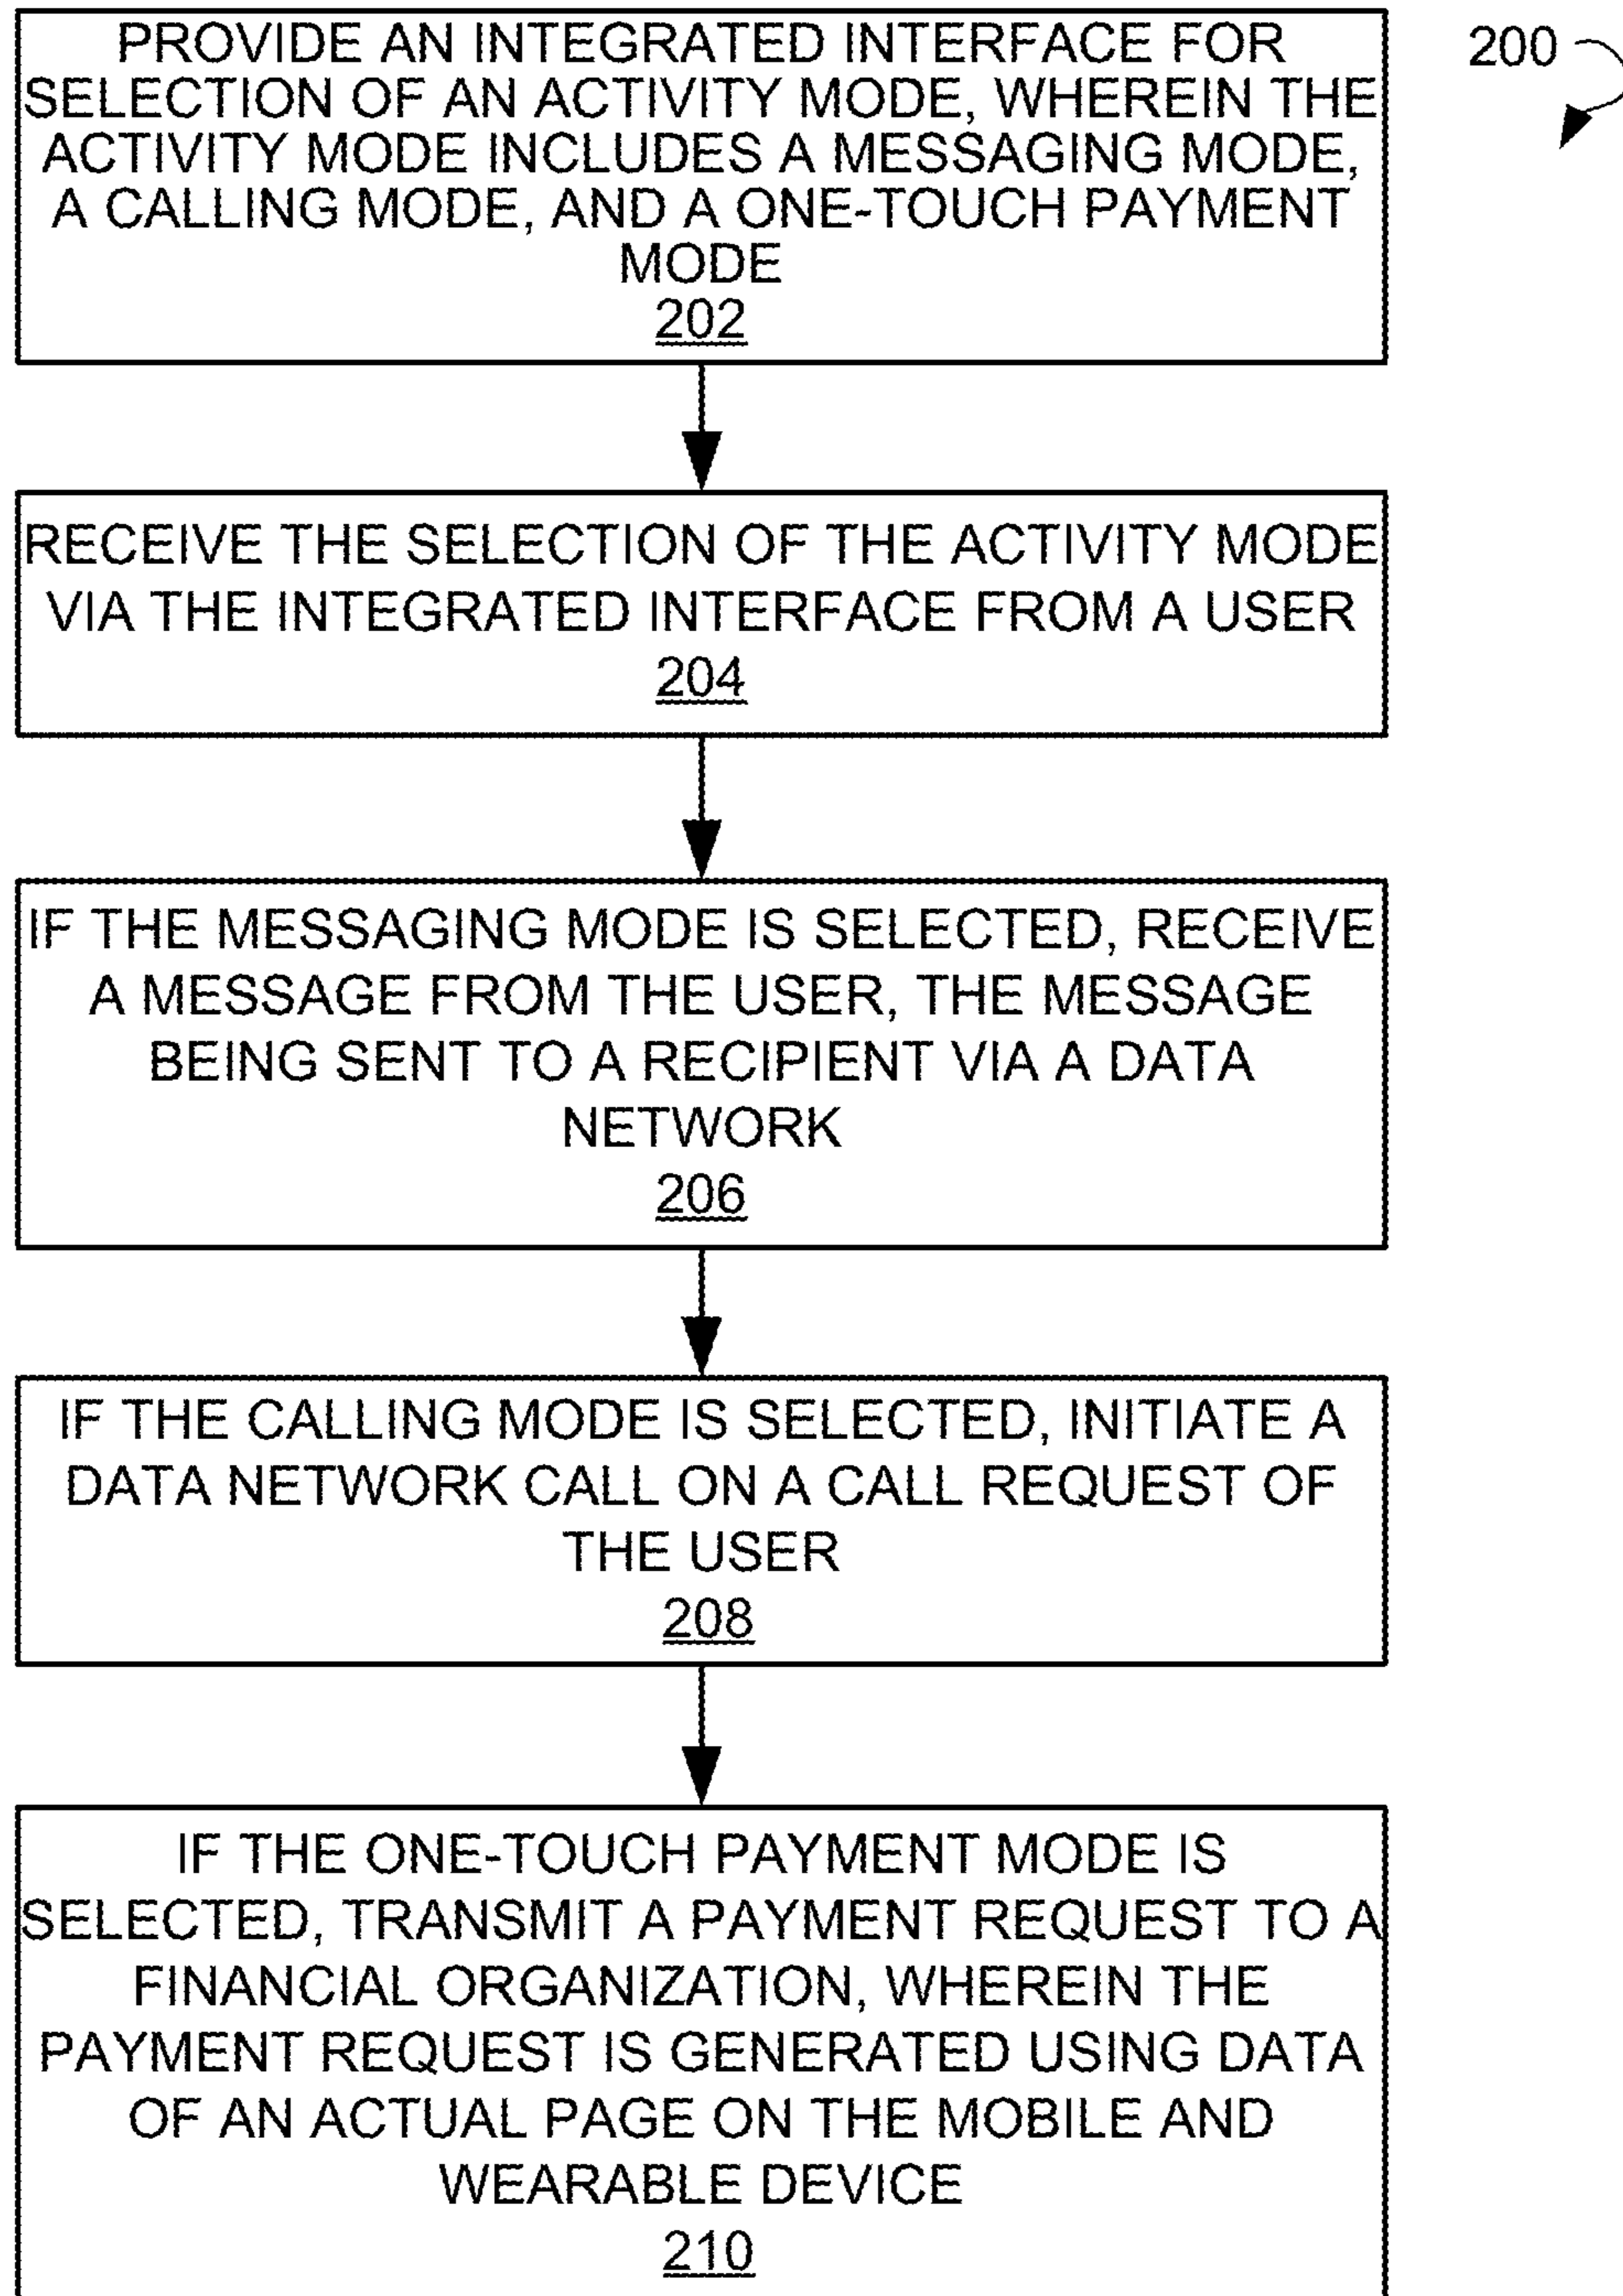 PROVIDE AN INTEGRATED INTERFACE FOR
SELECTION OF AN ACTIVITY MODE, WHEREIN THE
ACTIVITY MODE INCLUDES A MESSAGING MODE,
A CALLING MODE, AND A ONE-TOUCH PAYMENT
MODE
202
200
RECEIVE THE SELECTION OF THE ACTIVITY MODE
VIA THE INTEGRATED INTERFACE FROM A USER
204
IF THE MESSAGING MODE IS SELECTED, RECEIVE
A MESSAGE FROM THE USER, THE MESSAGE
BEING SENT TO A RECIPIENT VIA A DATA
NETWORK
206
IF THE CALLING MODE IS SELECTED, INITIATE A
DATA NETWORK CALL ON A CALL REQUEST OF
THE USER
208
IF THE ONE-TOUCH PAYMENT MODE IS
SELECTED, TRANSMIT A PAYMENT REQUEST TO A
FINANCIAL ORGANIZATION, WHEREIN THE
PAYMENT REQUEST IS GENERATED USING DATA
OF AN ACTUAL PAGE ON THE MOBILE AND
WEARABLE DEVICE
210